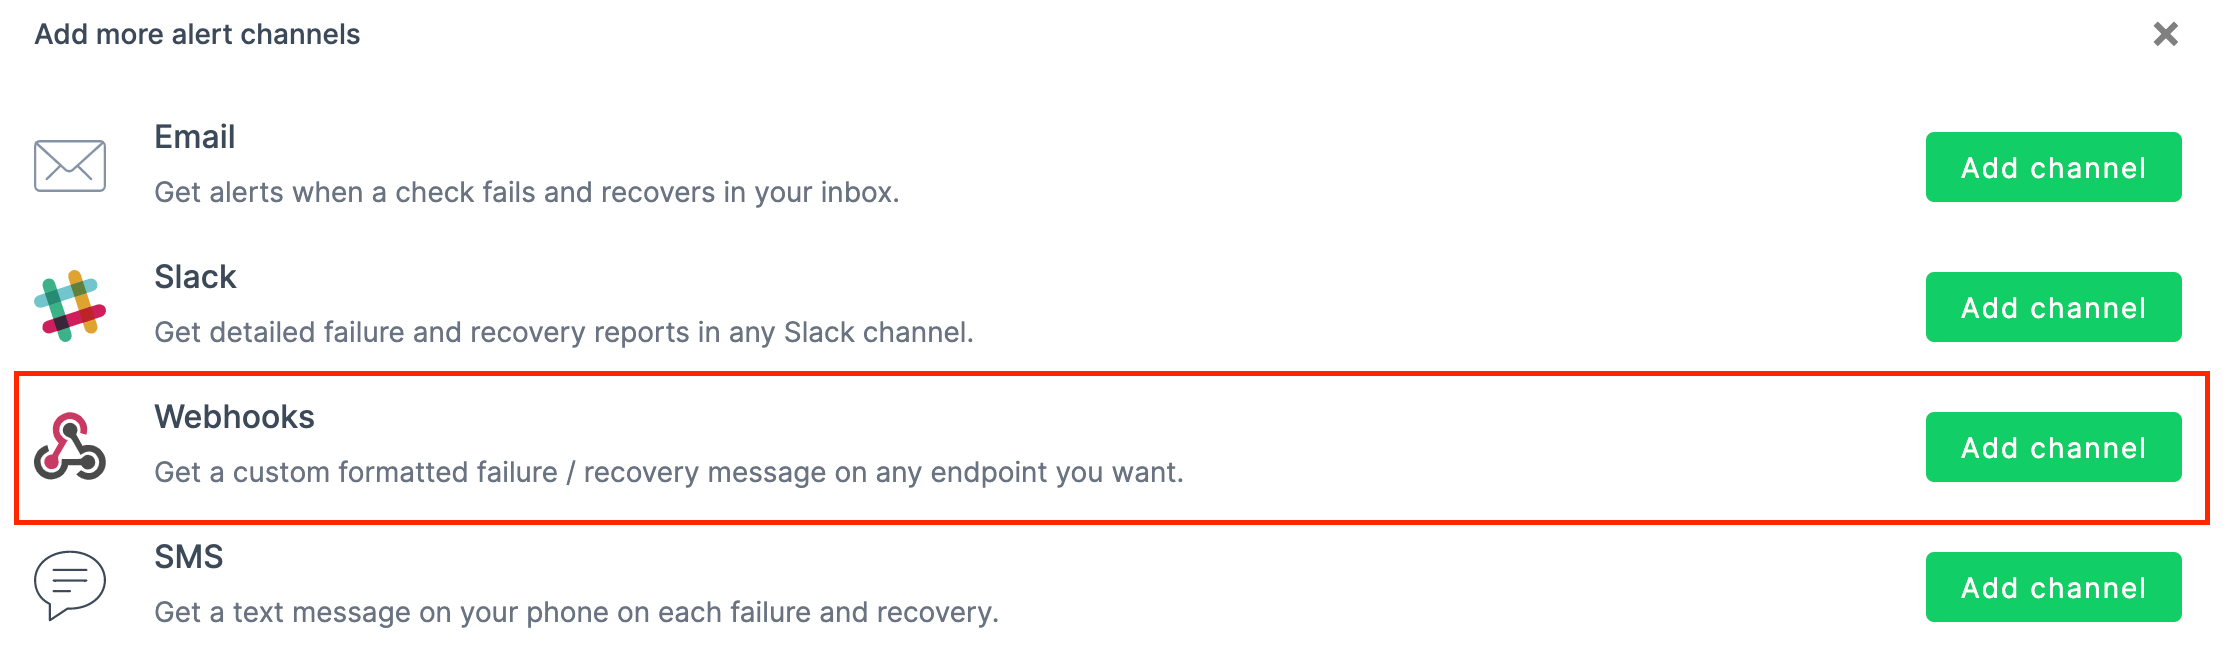 Add more alert channels
Email
Get alerts when a check fails and recovers in your inbox.
Add channel
Slack
Get detailed failure and recovery reports in any Slack channel.
Add channel
Webhooks
Get a custom formatted failure / recovery message on any endpoint you want.
Add channel
SMS
Get a text message on your phone on each failure and recovery.
Add channel